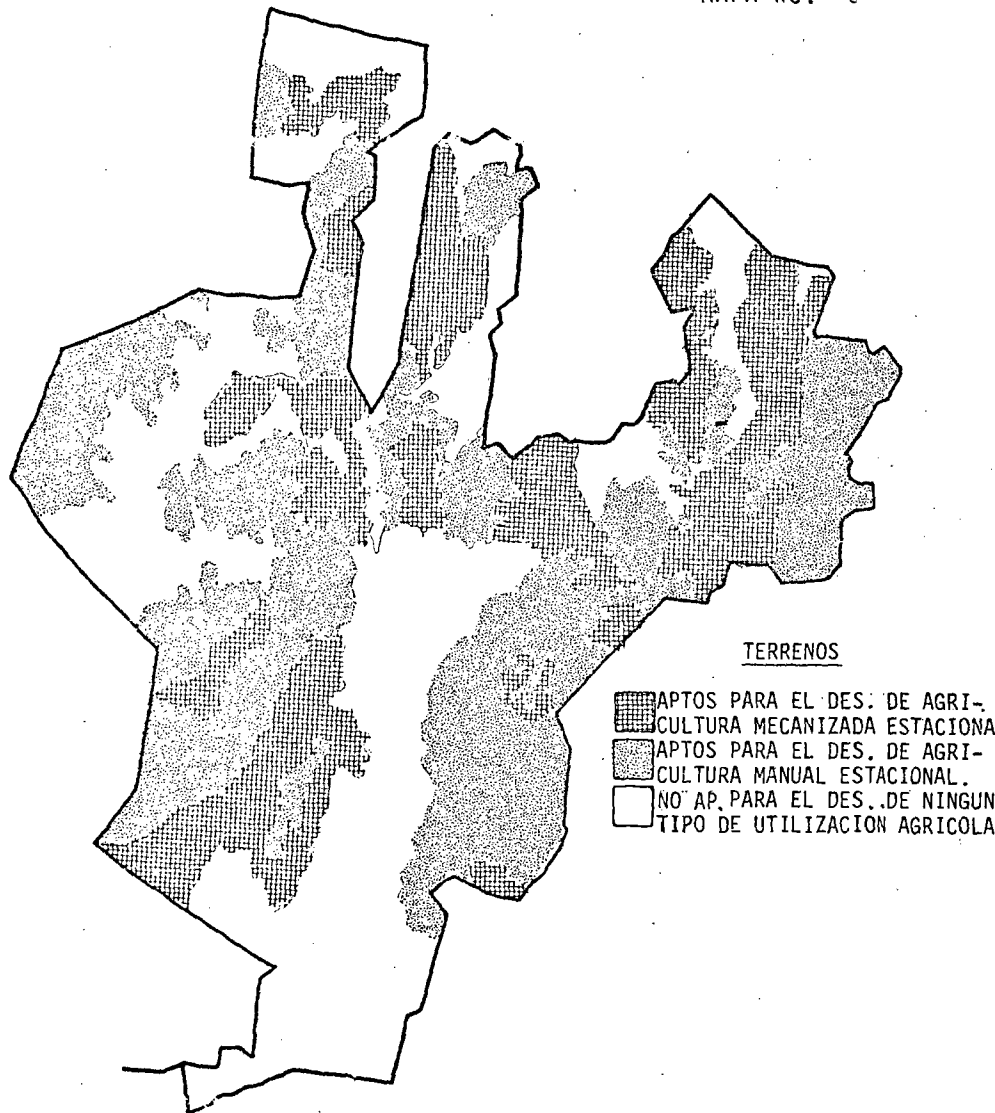 TERRENOS
APTOS PARA EL DES. DE AGRI-
CULTURA MECANIZADA ESTACIONA
APTOS PARA EL DES. DE AGRI-
CULTURA MANUAL ESTACIONAL.
NO AP. PARA EL DES..DE NINGUN
TIPO DE UTILIZACION AGRICOLA